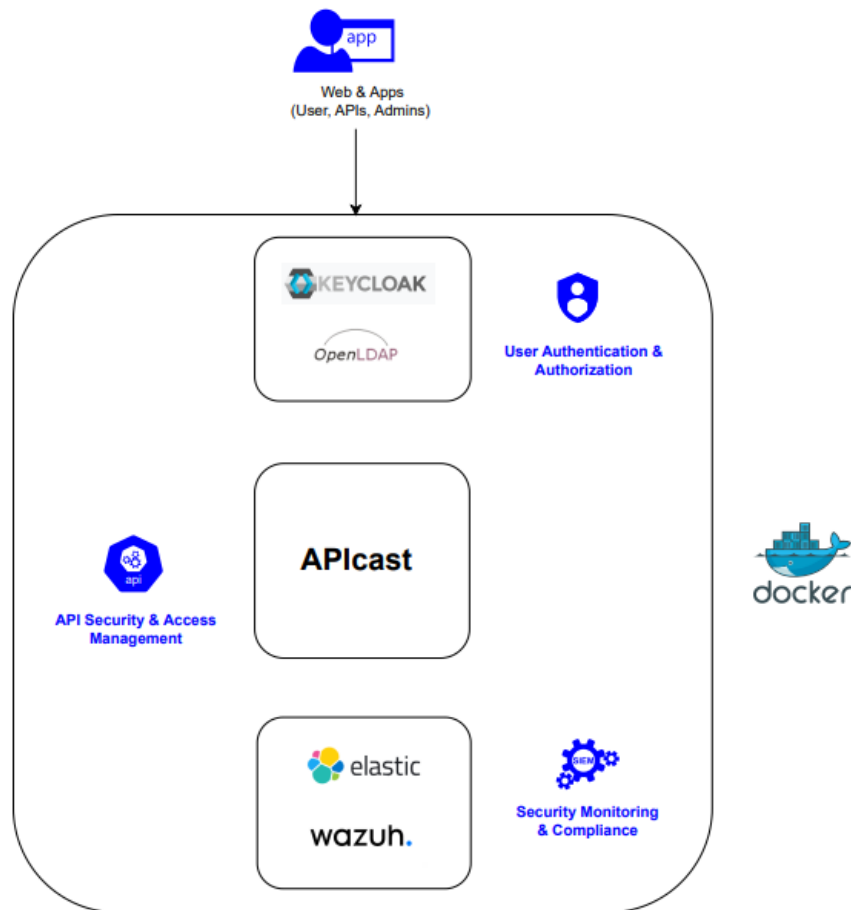 app
Web & Apps
(User, APIs, Admins)
KEYCLOAK
OpenLDAP
User Authentication &
Authorization
APIcast
api
API Security & Access
Management
docker
elastic
wazuh.
SIEM
Security Monitoring
& Compliance